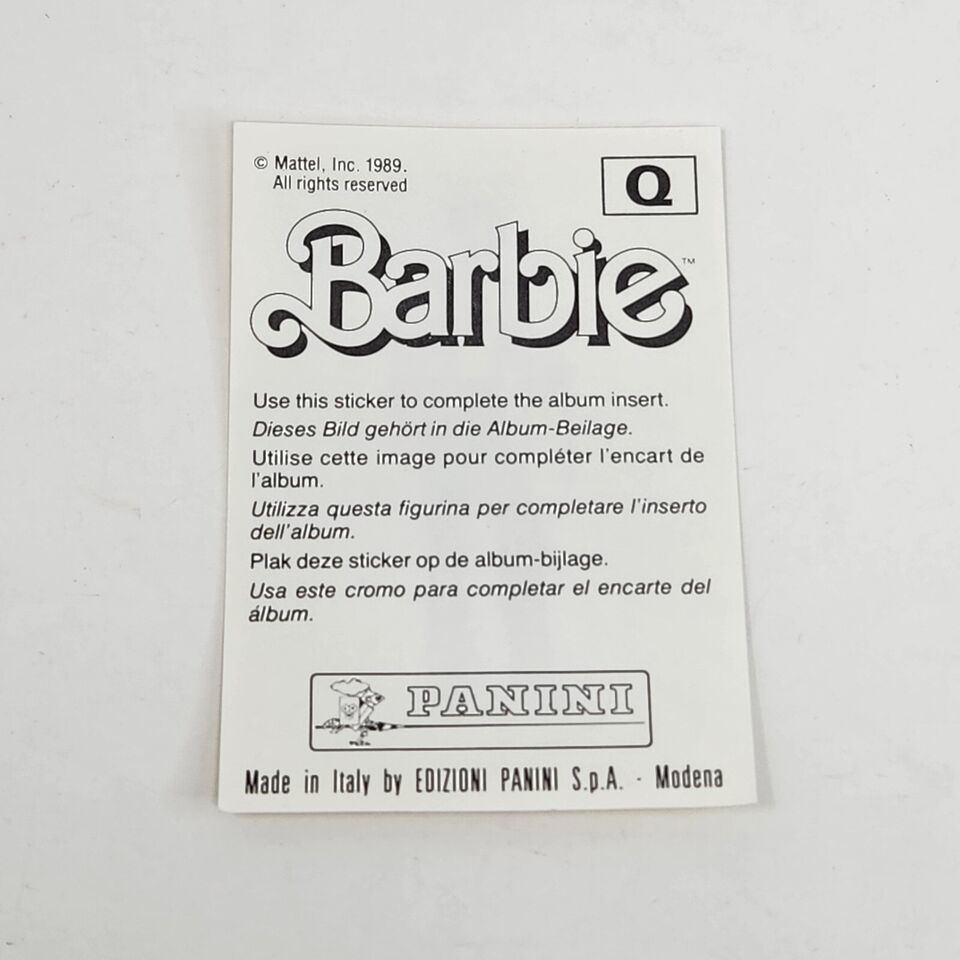 © Mattel, Inc. 1989.
All rights reserved
Q
Barbie™
Use this sticker to complete the album insert.
Dieses Bild gehört in die Album-Beilage.
Utilise cette image pour compléter l'encart de
l'album.
Utilizza questa figurina per completare l'inserto
dell'album.
Plak deze sticker op de album-bijlage.
Usa este cromo para completar el encarte del
álbum.
PANINI
Made in Italy by EDIZIONI PANINI S.p.A. - Modena